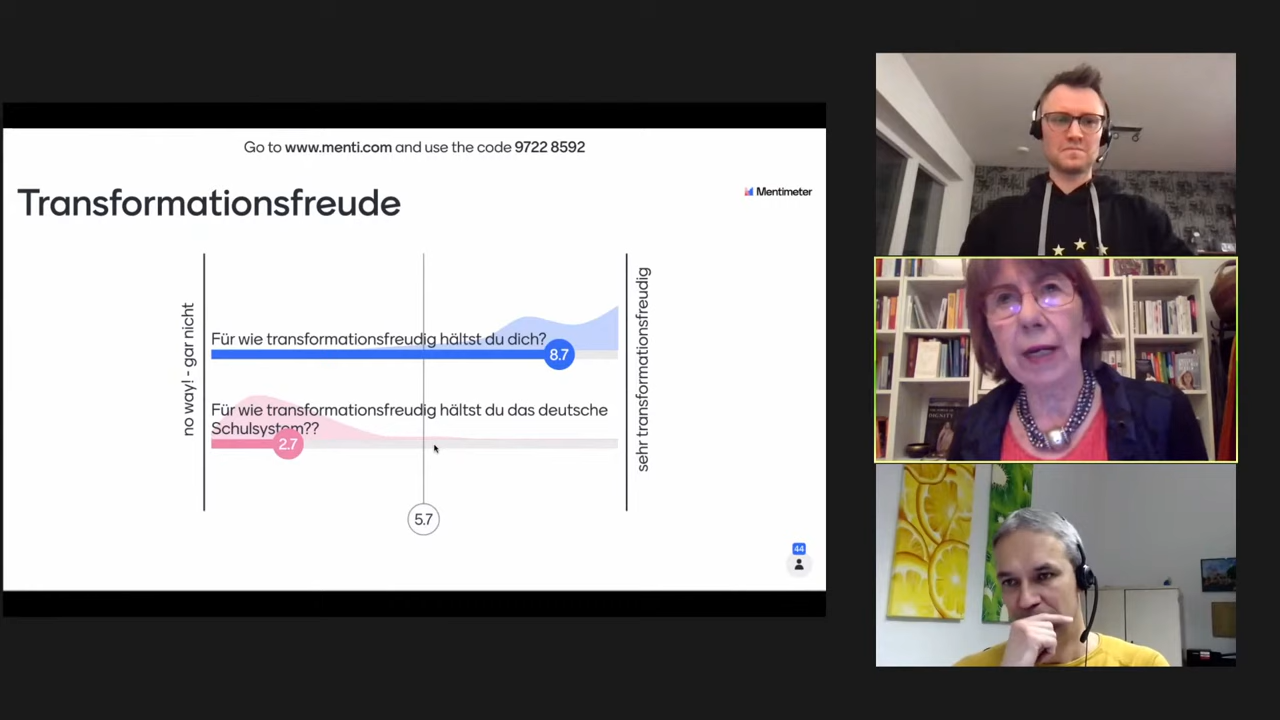 Go to www.menti.com and use the code 9722 8592
Transformationsfreude
Mentimeter
no way! - gar nicht
Für wie transformationsfreudig hältst du dich?
8.7
Für wie transformationsfreudig hältst du das deutsche
Schulsystem??
2.7
5.7
sehr transformationsfreudig
44
DIGNITY